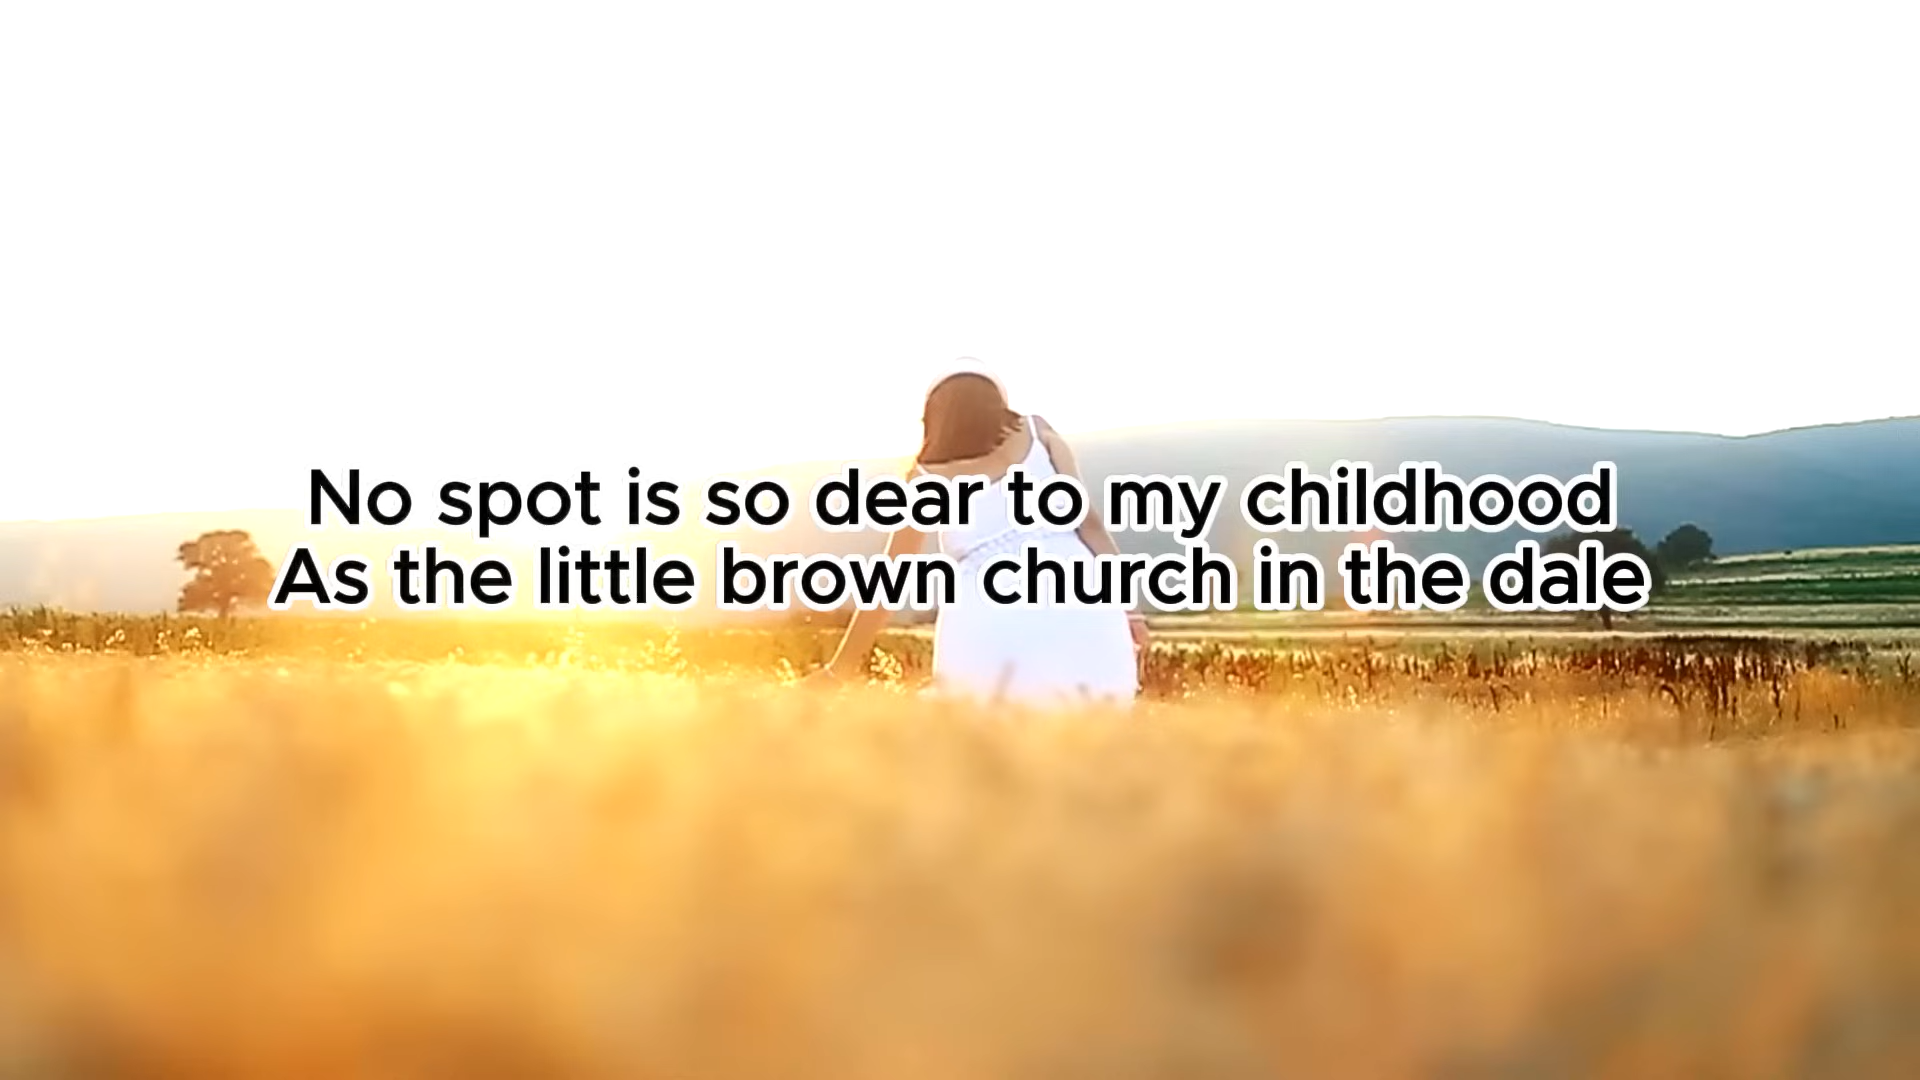 No spot is so dear to my childhood
As the little brown church in the dale